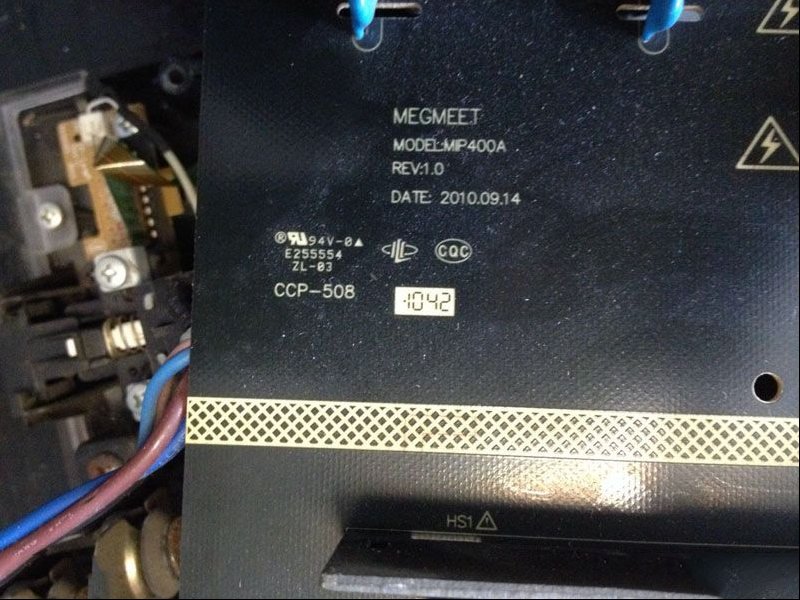 MEGMEET
MODEL:MIP400A
REV:1.0
DATE: 2010.09.14
94V-0
E255554
ZL-03
CQC
CCP-508
1042
HS1